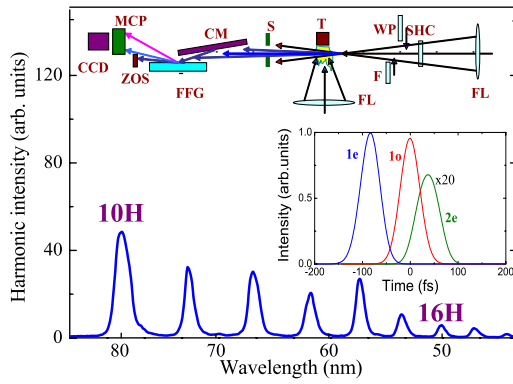 MCP
CM
S
T
WP
SHC
CCD
ZOS
FFG
F
FL
FL
Harmonic intensity (arb. units)
120
80
40
0
10H
16H
80
70
60
50
Wavelength (nm)
Intensity (arb.units)
1.0
0.5
0.0
1e
1o
x20
2e
-200
-100
0
100
200
Time (fs)